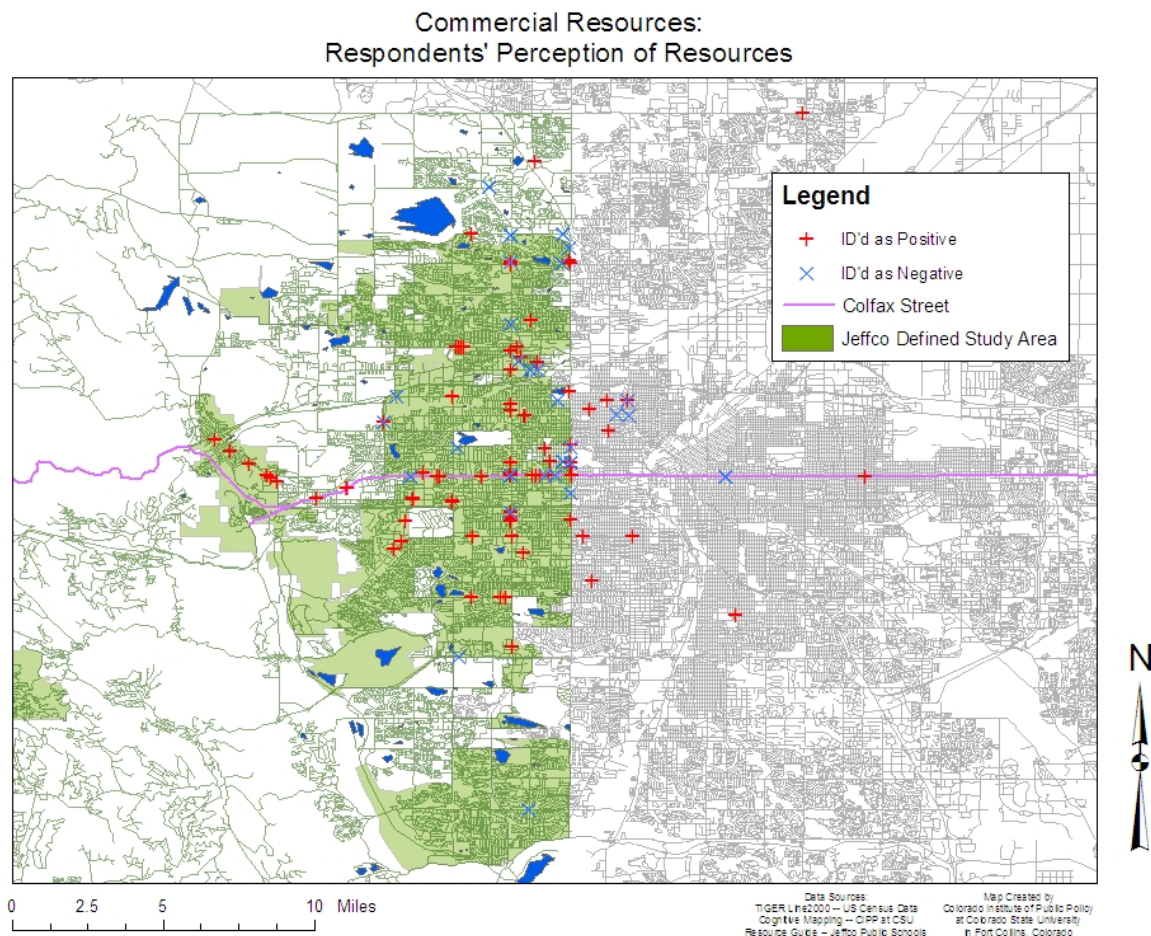 Commercial Resources:
Respondents' Perception of Resources
Legend
ID'd as Positive
ID'd as Negative
Colfax Street
Jeffco Defined Study Area
N
0 2.5 5 10 Miles
Data Sources:
TIGER Line2000 -- US Census Data
Cognitive Mapping -- CIPP at CSU
Resource Guide -- Jeffco Public Schools
Map Created by
Colorado Institute of Public Policy
at Colorado State University
in Fort Collins, Colorado